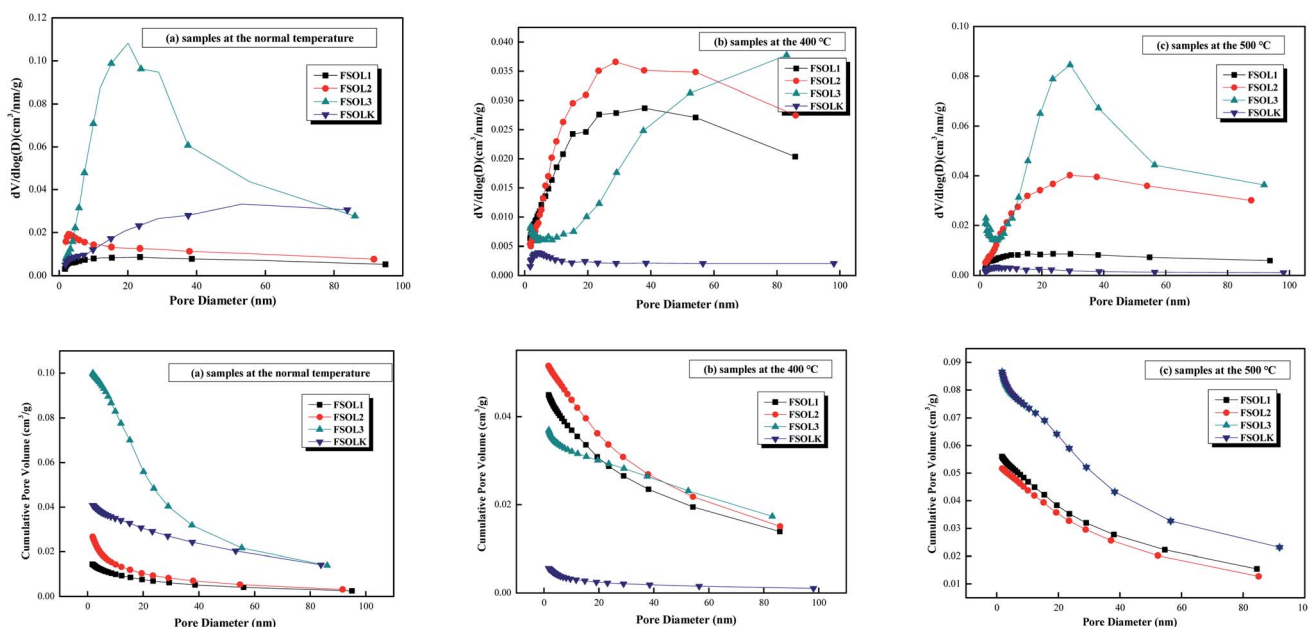 (a) samples at the normal temperature
FSOL1
FSOL2
FSOL3
FSOLK
dV/dlog(D)(cm³/nm/g)
0.12
0.10
0.08
0.06
0.04
0.02
0.00
0 20 40 60 80 100
Pore Diameter (nm)
(b) samples at the 400 °C
FSOL1
FSOL2
FSOL3
FSOLK
dV/dlog(D)(cm³/nm/g)
0.040
0.035
0.030
0.025
0.020
0.015
0.010
0.005
0.000
0 20 40 60 80 100
Pore Diameter (nm)
(c) samples at the 500 °C
FSOL1
FSOL2
FSOL3
FSOLK
dV/dlog(D)(cm³/nm/g)
0.10
0.08
0.06
0.04
0.02
0.00
0 10 20 30 40 50 60 70 80 90 100
Pore Diameter (nm)
(a) samples at the normal temperature
FSOL1
FSOL2
FSOL3
FSOLK
Cumulative Pore Volume (cm³/g)
0.10
0.08
0.06
0.04
0.02
0.00
0 20 40 60 80 100
Pore Diameter (nm)
(b) samples at the 400 °C
FSOL1
FSOL2
FSOL3
FSOLK
Cumulative Pore Volume (cm³/g)
0.04
0.02
0.00
0 20 40 60 80 100
Pore Diameter (nm)
(c) samples at the 500 °C
FSOL1
FSOL2
FSOL3
FSOLK
Cumulative Pore Volume (cm³/g)
0.09
0.08
0.07
0.06
0.05
0.04
0.03
0.02
0.01
0 20 40 60 80
Pore Diameter (nm)